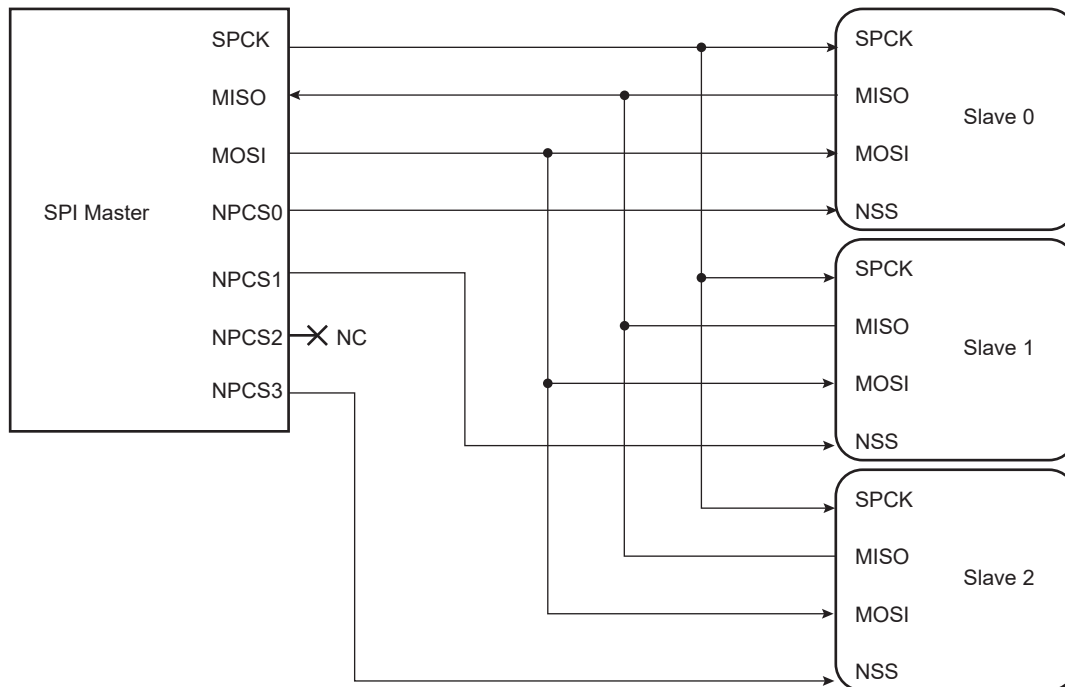 SPI Master
SPCK
MISO
MOSI
NPCS0
NPCS1
NPCS2
NC
NPCS3
SPCK
MISO
Slave 0
MOSI
NSS
SPCK
MISO
Slave 1
MOSI
NSS
SPCK
MISO
Slave 2
MOSI
NSS